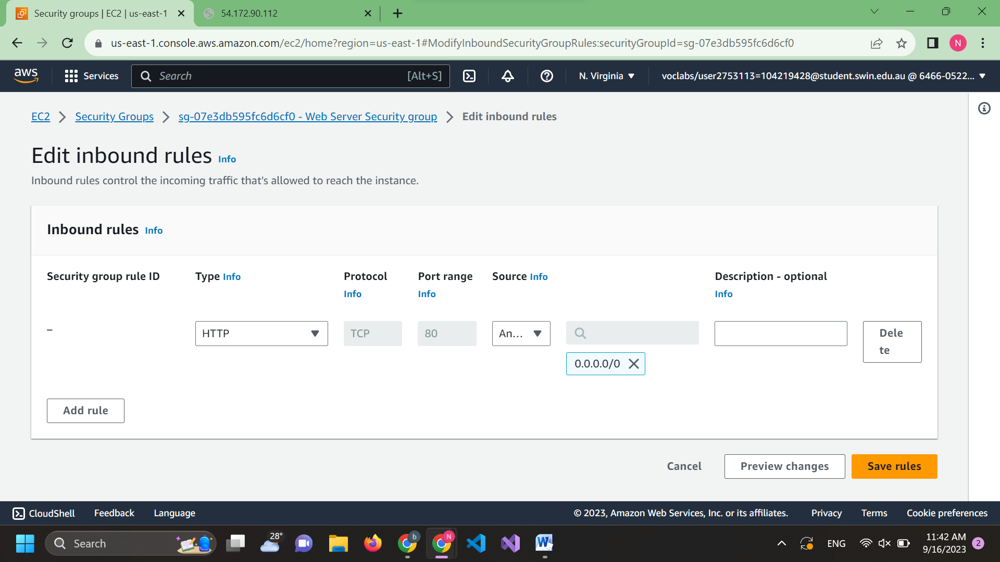 Security groups | EC2 | us-east-1
54.172.90.112
us-east-1.console.aws.amazon.com/ec2/home?region=us-east-1#ModifyInboundSecurityGroupRules:securityGroupId=sg-07e3db595fc6d6cf0
N
aws
Services
Search
[Alt+S]
N. Virginia
voclabs/user2753113=104219428@student.swin.edu.au @ 6466-0522...
EC2
Security Groups
sg-07e3db595fc6d6cf0 - Web Server Security group
Edit inbound rules
Edit inbound rules Info
Inbound rules control the incoming traffic that's allowed to reach the instance.
Inbound rules Info
Security group rule ID
Type Info
Protocol
Info
Port range
Info
Source Info
Description - optional
Info
–
HTTP
TCP
80
An...
0.0.0.0/0
Dele
te
Add rule
Cancel
Preview changes
Save rules
CloudShell
Feedback
Language
© 2023, Amazon Web Services, Inc. or its affiliates.
Privacy
Terms
Cookie preferences
Search
28°
b
N
W
ENG
11:42 AM
9/16/2023
2